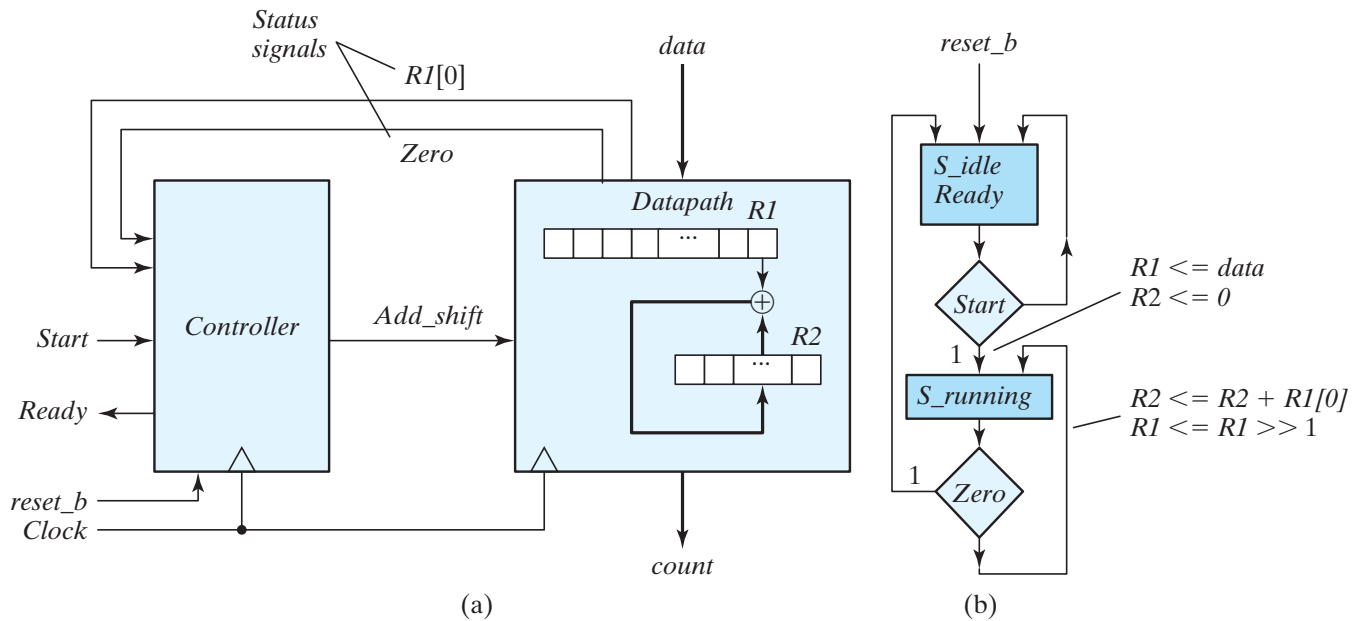 Status
signals
R1[0]
Zero
data
Datapath
R1
...
R2
...
Controller
Add_shift
Start
Ready
reset_b
Clock
count
(a)
reset_b
S_idle
Ready
Start
1
R1 <= data
R2 <= 0
S_running
R2 <= R2 + R1[0]
R1 <= R1 >> 1
1
Zero
(b)